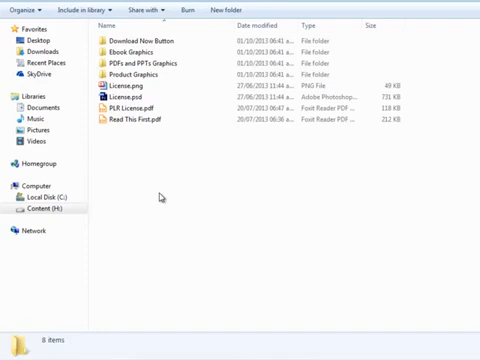 Organize Include in library Share with Burn New folder
Name Date modified Type Size
Favorites
Desktop
Downloads
Recent Places
SkyDrive
Libraries
Documents
Music
Pictures
Videos
Homegroup
Computer
Local Disk (C:)
Content (H:)
Network
Download Now Button 01/10/2013 06:41 a... File folder
Ebook Graphics 01/10/2013 06:41 a... File folder
PDFs and PPTs Graphics 01/10/2013 06:41 a... File folder
Product Graphics 01/10/2013 06:41 a... File folder
License.png 27/06/2013 11:44 a... PNG File 49 KB
License.psd 27/06/2013 11:44 a... Adobe Photoshop... 731 KB
PLR License.pdf 20/07/2013 06:47 a... Foxit Reader PDF ... 208 KB
Read This First.pdf 20/07/2013 06:36 a... Foxit Reader PDF ... 212 KB
8 items